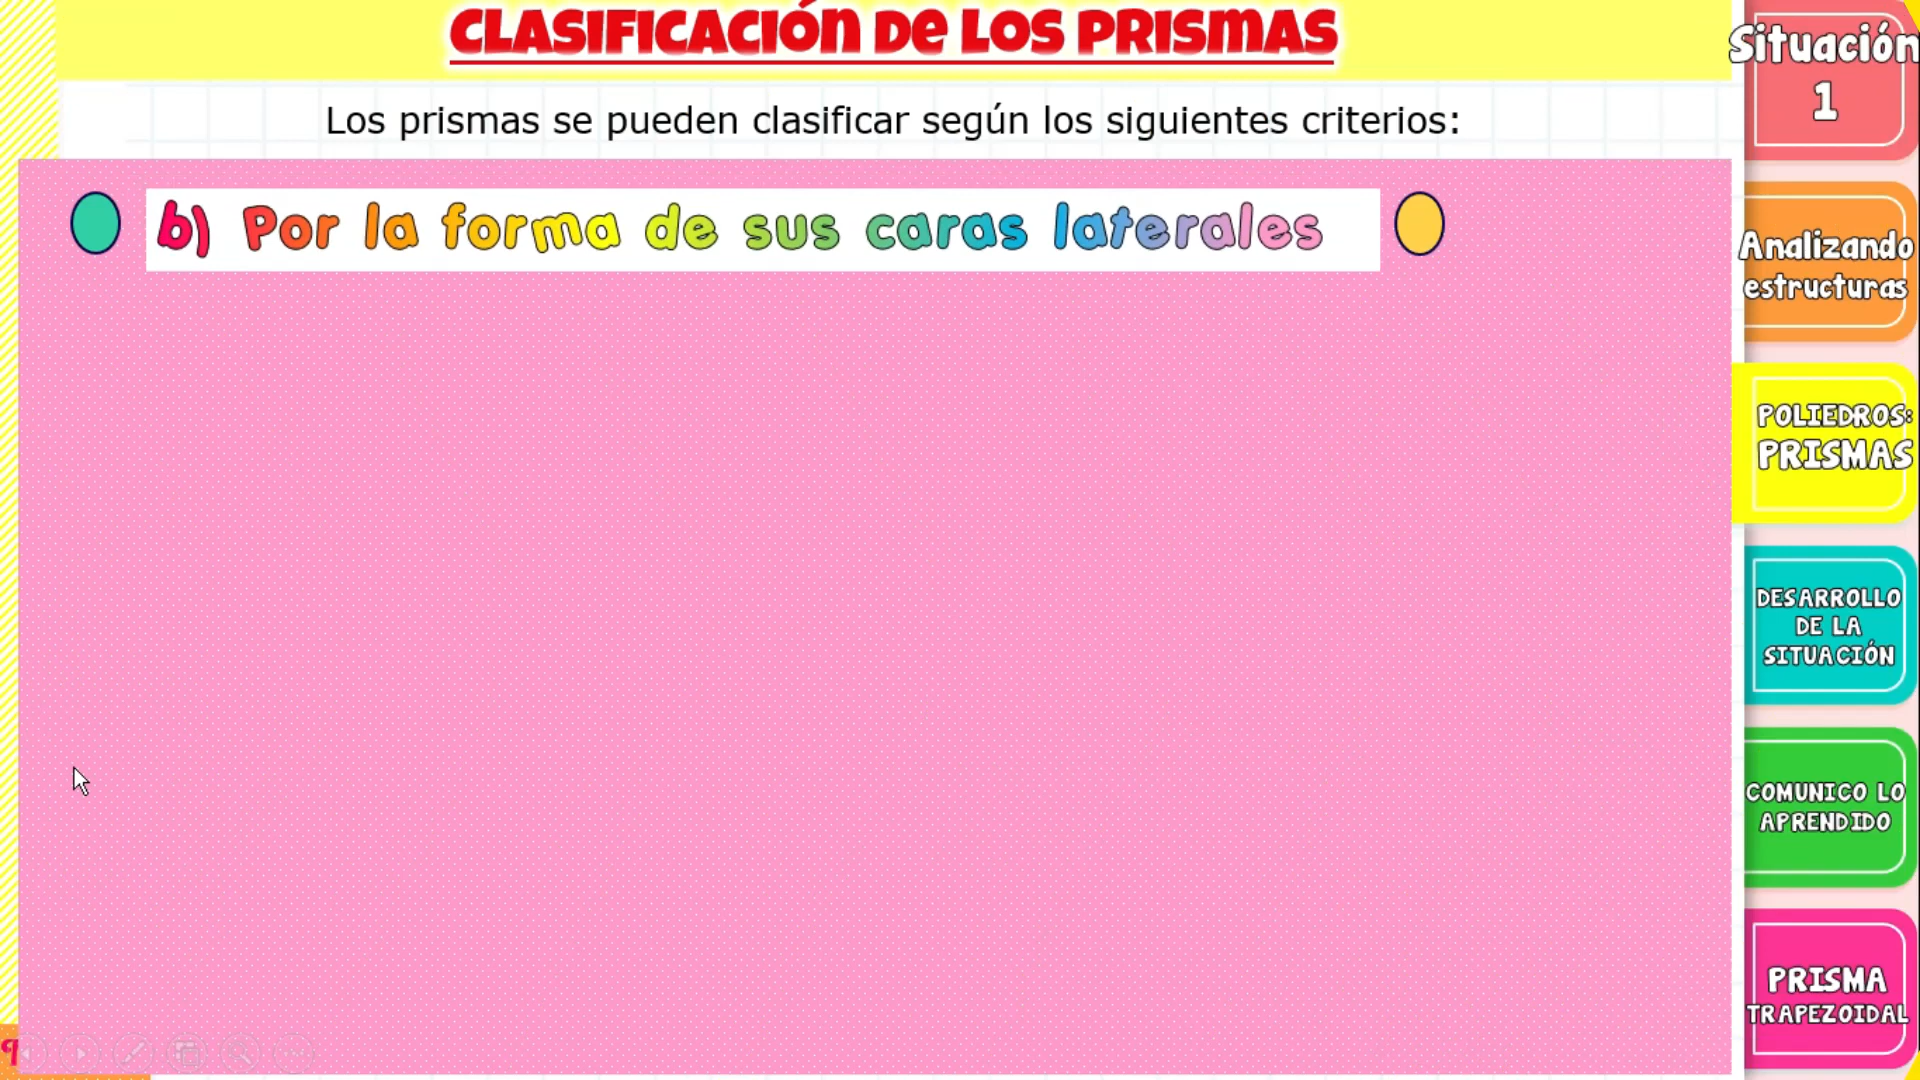 CLASIFICACIÓN DE LOS PRISMAS
Los prismas se pueden clasificar según los siguientes criterios:
b) Por la forma de sus caras laterales
Situación
1
Analizando
estructuras
POLIEDROS:
PRISMAS
DESARROLLO
DE LA
SITUACIÓN
COMUNICO LO
APRENDIDO
PRISMA
TRAPEZOIDAL